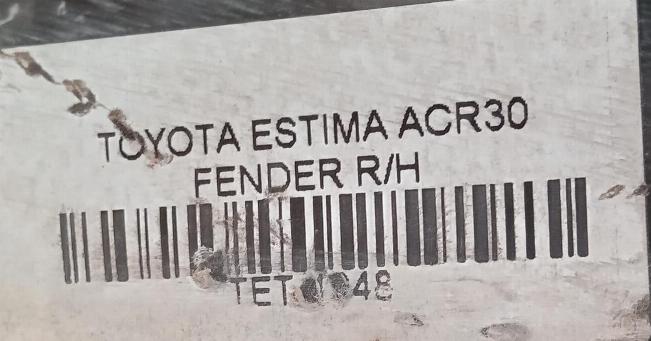 TOYOTA ESTIMA ACR30
FENDER R/H